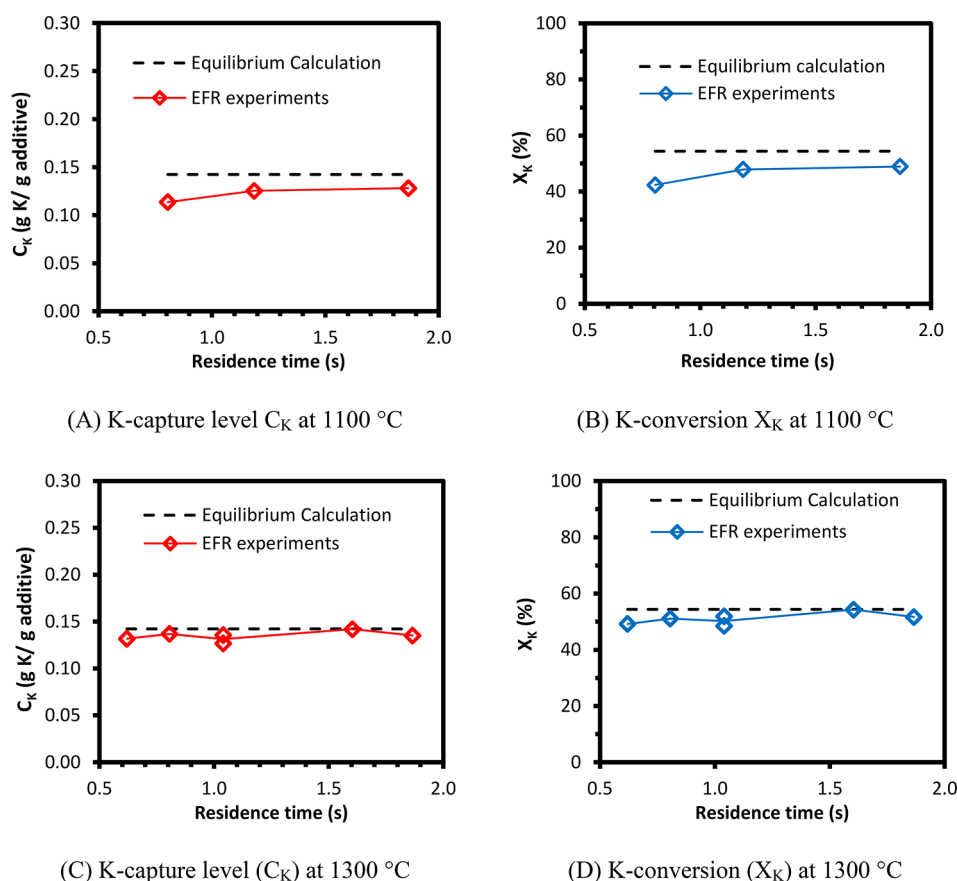 0.30
0.25
0.20
0.15
0.10
0.05
0.00
C_K (g K/ g additive)
Equilibrium Calculation
EFR experiments
0.5 1.0 1.5 2.0
Residence time (s)
(A) K-capture level C_K at 1100 °C
100
80
60
40
20
0
X_K (%)
Equilibrium calculation
EFR experiments
0.5 1.0 1.5 2.0
Residence time (s)
(B) K-conversion X_K at 1100 °C
0.30
0.25
0.20
0.15
0.10
0.05
0.00
C_K (g K/ g additive)
Equilibrium Calculation
EFR experiments
0.5 1.0 1.5 2.0
Residence time (s)
(C) K-capture level (C_K) at 1300 °C
100
80
60
40
20
0
X_K (%)
Equilibrium Calculation
EFR experiments
0.5 1.0 1.5 2.0
Residence time (s)
(D) K-conversion (X_K) at 1300 °C